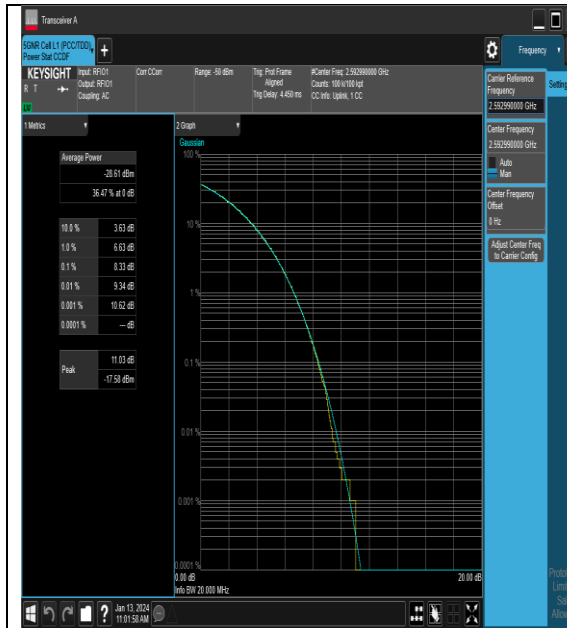 Transceiver A
5GNR Cell L1 (PCC/TDD)
Power Stat CCDF
Frequency
KEYSIGHT
R T
Input: RFIO1
Output: RFIO1
Coupling: AC
Corr CCorr
Range: -50 dBm
Trig: Prot Frame
Aligned
Trig Delay: 4.450 ms
#Center Freq: 2.592990000 GHz
Counts: 100 k/100 kpt
CC Info: Uplink, 1 CC
Carrier Reference
Frequency
2.592990000 GHz
Setting
Center Frequency
2.592990000 GHz
Auto
Man
Center Frequency
Offset
0 Hz
Adjust Center Freq
to Carrier Config
1 Metrics
Average Power
-28.61 dBm
36.47 % at 0 dB
10.0 % 3.63 dB
1.0 % 6.63 dB
0.1 % 8.33 dB
0.01 % 9.34 dB
0.001 % 10.62 dB
0.0001 % --- dB
Peak
11.03 dB
-17.58 dBm
2 Graph
Gaussian
100 %
10 %
1 %
0.1 %
0.01 %
0.001 %
0.0001 %
0.00 dB
20.00 dB
Info BW 20.000 MHz
Jan 13, 2024
11:01:58 AM